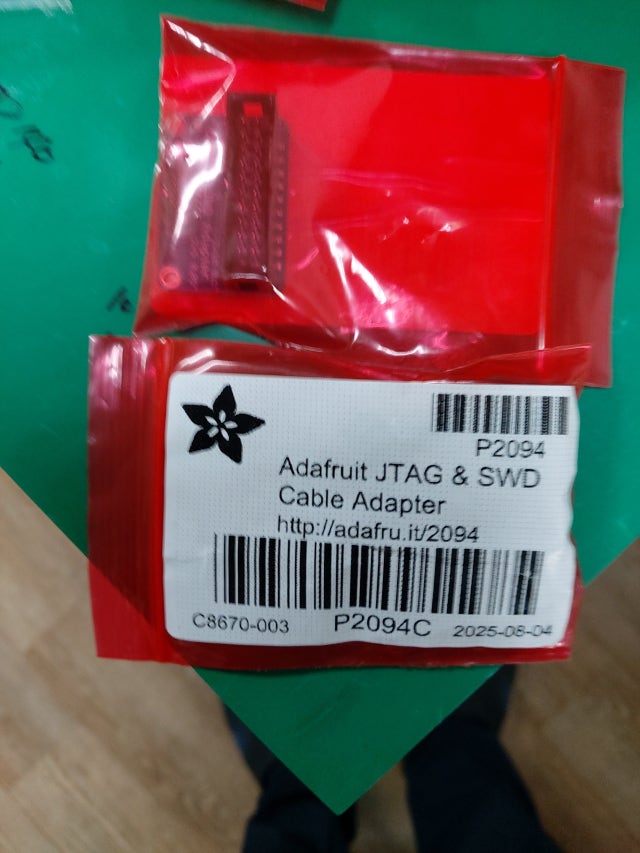 P2094
Adafruit JTAG & SWD
Cable Adapter
http://adafru.it/2094
C8670-003 P2094C 2025-08-04